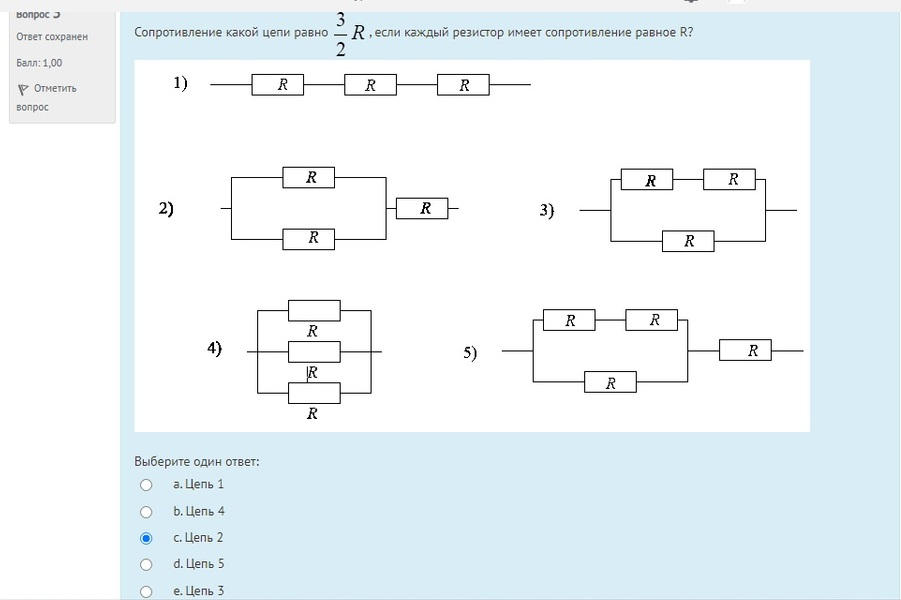 Вопрос 3
Ответ сохранен
Балл: 1,00
Отметить
вопрос
Сопротивление какой цепи равно 3/2 R , если каждый резистор имеет сопротивление равное R?
1) R R R
2) R R R
3) R R R
4) R R R
5) R R R R
Выберите один ответ:
a. Цепь 1
b. Цепь 4
c. Цепь 2
d. Цепь 5
e. Цепь 3